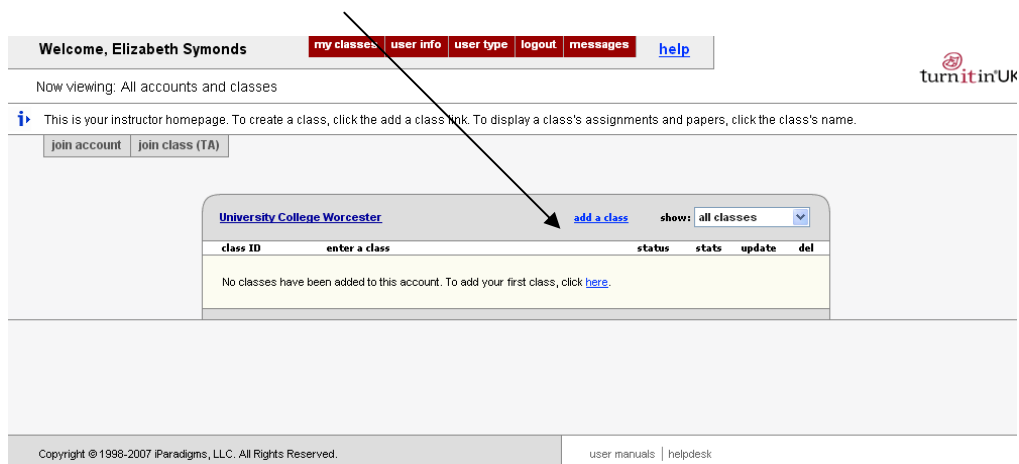 Welcome, Elizabeth Symonds
my classes user info user type logout messages help
turnitin UK
Now viewing: All accounts and classes
This is your instructor homepage. To create a class, click the add a class link. To display a class's assignments and papers, click the class's name.
join account join class (TA)
University College Worcester add a class show: all classes
class ID enter a class status stats update del
No classes have been added to this account. To add your first class, click here.
Copyright © 1998-2007 iParadigms, LLC. All Rights Reserved. user manuals | helpdesk